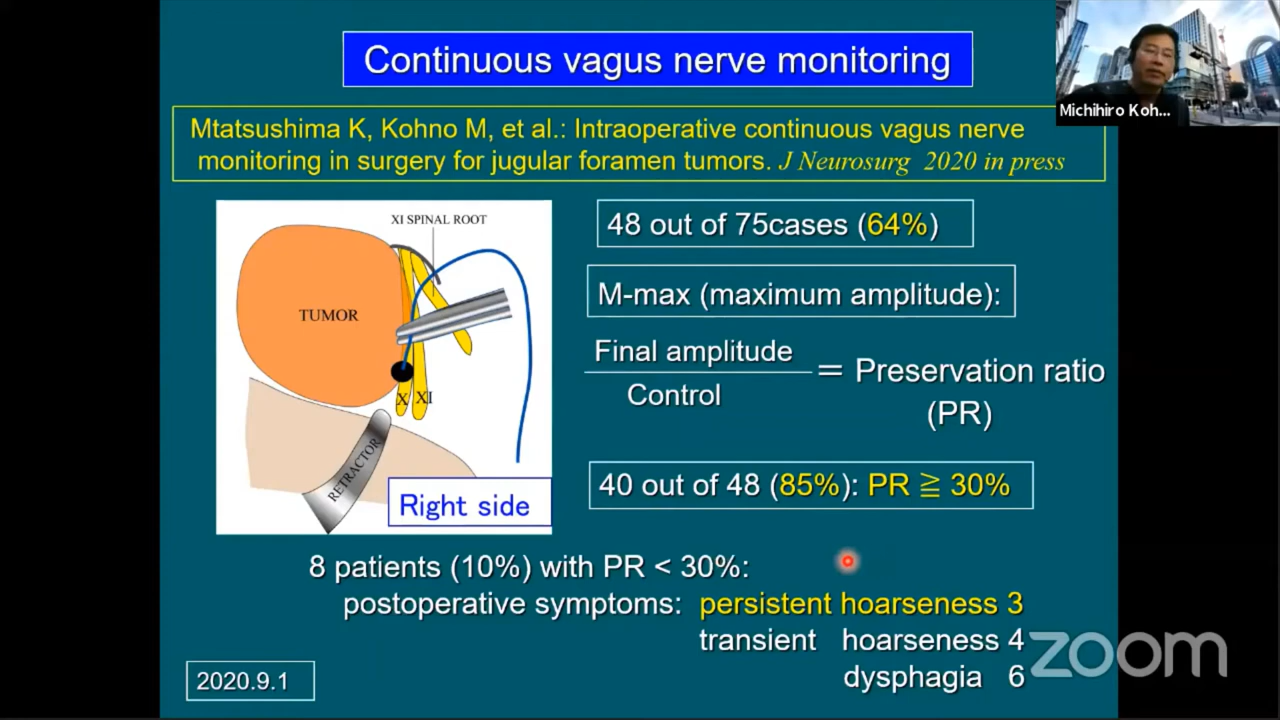 Continuous vagus nerve monitoring
Michihiro Koh...
Mtatsushima K, Kohno M, et al.: Intraoperative continuous vagus nerve
monitoring in surgery for jugular foramen tumors. J Neurosurg 2020 in press
XI SPINAL ROOT
TUMOR
X XI
RETRACTOR
Right side
48 out of 75cases (64%)
M-max (maximum amplitude):
Final amplitude
Control
= Preservation ratio
(PR)
40 out of 48 (85%): PR ≧ 30%
8 patients (10%) with PR < 30%:
postoperative symptoms: persistent hoarseness 3
transient hoarseness 4
dysphagia 6
zoom
2020.9.1